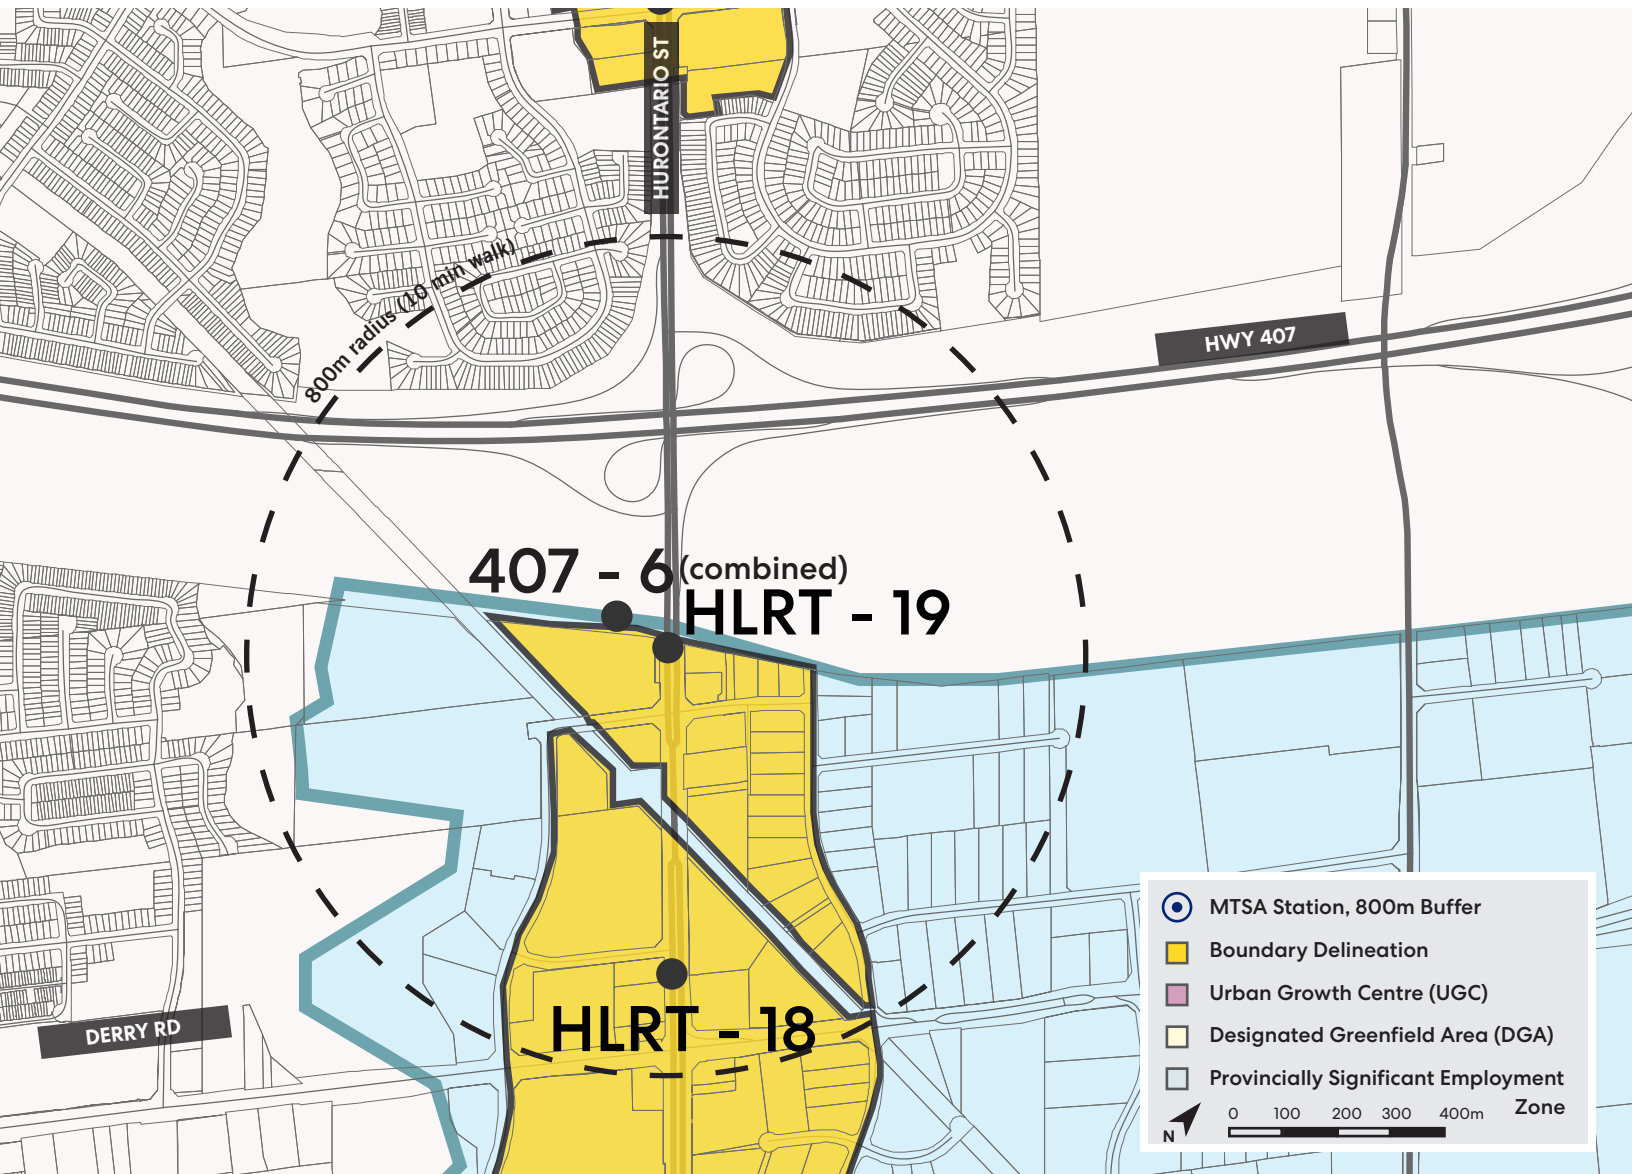 HURONTARIO ST
800m radius (10 min walk)
HWY 407
407 - 6 (combined)
HLRT - 19
HLRT - 18
DERRY RD
MTSA Station, 800m Buffer
Boundary Delineation
Urban Growth Centre (UGC)
Designated Greenfield Area (DGA)
Provincially Significant Employment
Zone
0 100 200 300 400m
N